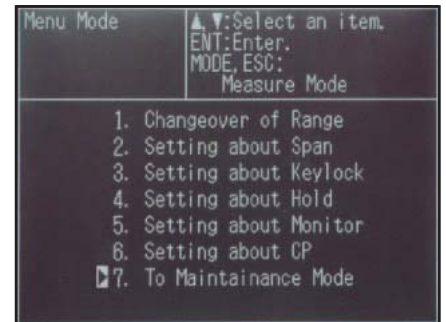 Menu Mode
▲,▼:Select an item.
ENT:Enter.
MODE,ESC:
Measure Mode
1. Changeover of Range
2. Setting about Span
3. Setting about Keylock
4. Setting about Hold
5. Setting about Monitor
6. Setting about CP
7. To Maintainance Mode